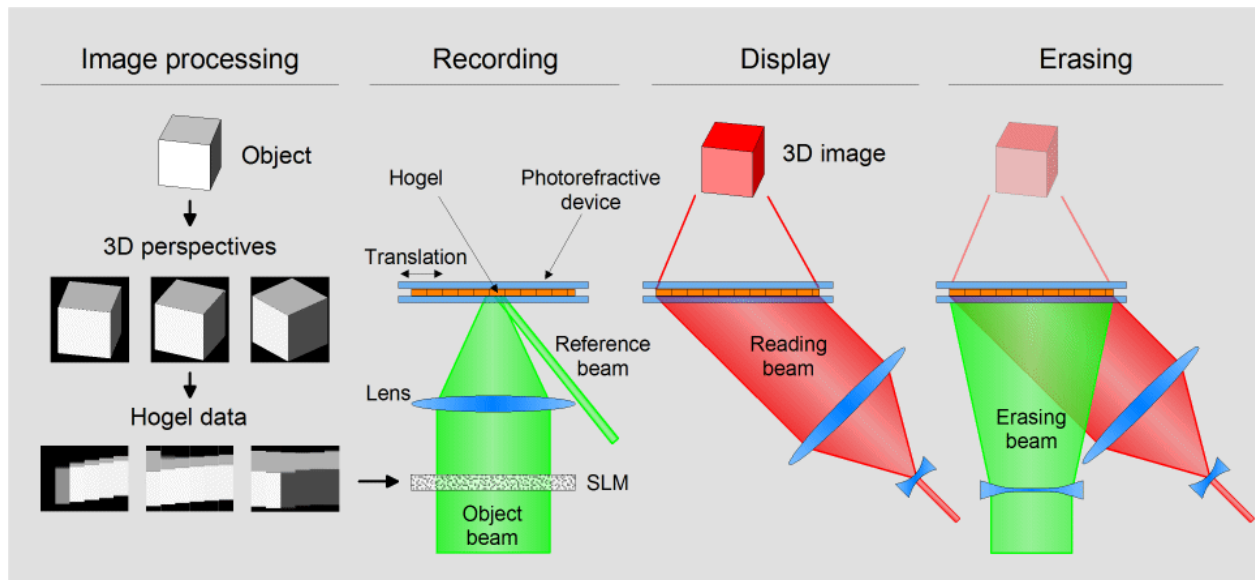 Image processing
Object
3D perspectives
Hogel data
Recording
Hogel
Photorefractive
device
Translation
Reference
beam
Lens
SLM
Object
beam
Display
3D image
Reading
beam
Erasing
Erasing
beam